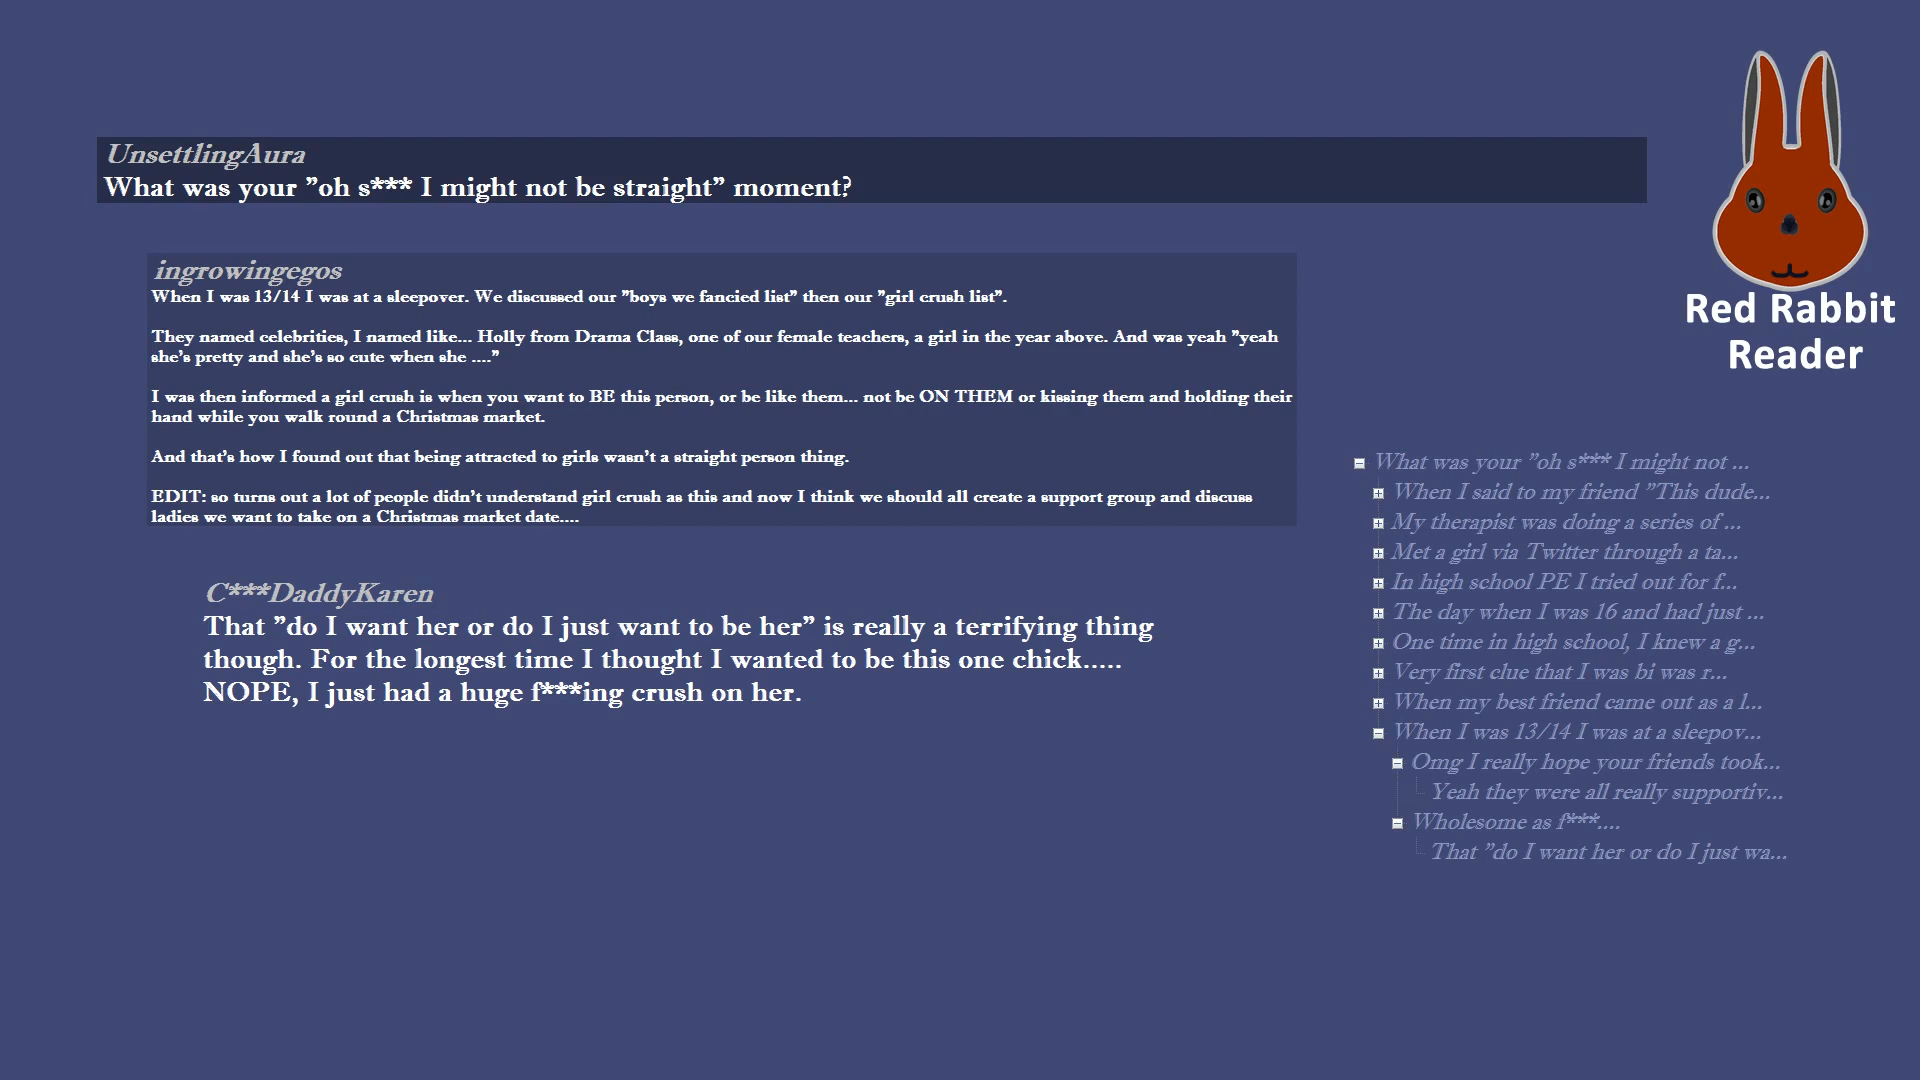 UnsettlingAura
What was your "oh s*** I might not be straight" moment?
ingrowingegos
When I was 13/14 I was at a sleepover. We discussed our "boys we fancied list" then our "girl crush list".
They named celebrities, I named like... Holly from Drama Class, one of our female teachers, a girl in the year above. And was yeah "yeah
she's pretty and she's so cute when she ...."
I was then informed a girl crush is when you want to BE this person, or be like them... not be ON THEM or kissing them and holding their
hand while you walk round a Christmas market.
And that's how I found out that being attracted to girls wasn't a straight person thing.
EDIT: so turns out a lot of people didn't understand girl crush as this and now I think we should all create a support group and discuss
ladies we want to take on a Christmas market date....
C***DaddyKaren
That "do I want her or do I just want to be her" is really a terrifying thing
though. For the longest time I thought I wanted to be this one chick.....
NOPE, I just had a huge f***ing crush on her.
Red Rabbit
Reader
What was your "oh s*** I might not ...
When I said to my friend "This dude...
My therapist was doing a series of ...
Met a girl via Twitter through a ta...
In high school PE I tried out for f...
The day when I was 16 and had just ...
One time in high school, I knew a g...
Very first clue that I was bi was r...
When my best friend came out as a l...
When I was 13/14 I was at a sleepov...
Omg I really hope your friends took...
Yeah they were all really supportiv...
Wholesome as f***....
That "do I want her or do I just wa...